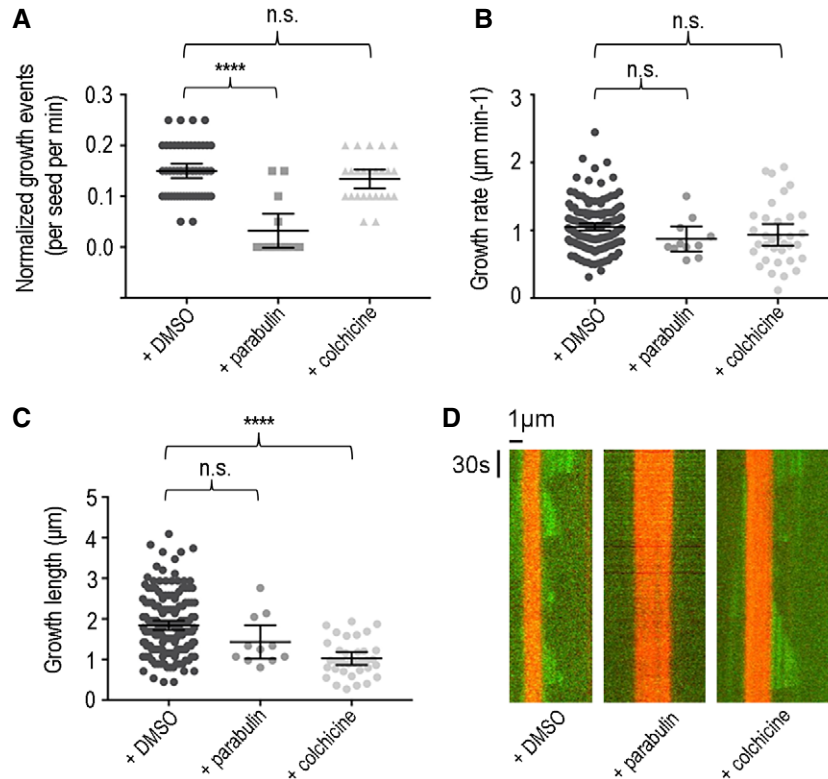 A
n.s.
****
Normalized growth events
(per seed per min)
0.3
0.2
0.1
0.0
+ DMSO
+ parabulin
+ colchicine
B
n.s.
n.s.
Growth rate (µm min-1)
3
2
1
0
+ DMSO
+ parabulin
+ colchicine
C
****
n.s.
Growth length (µm)
5
4
3
2
1
0
+ DMSO
+ parabulin
+ colchicine
D
1µm
30s
+ DMSO
+ parabulin
+ colchicine